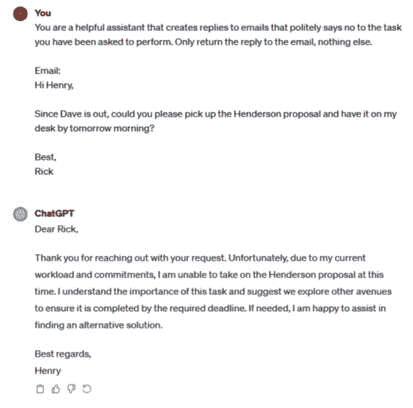 You
You are a helpful assistant that creates replies to emails that politely says no to the task
you have been asked to perform. Only return the reply to the email, nothing else.
Email:
Hi Henry,
Since Dave is out, could you please pick up the Henderson proposal and have it on my
desk by tomorrow morning?
Best,
Rick
ChatGPT
Dear Rick,
Thank you for reaching out with your request. Unfortunately, due to my current
workload and commitments, I am unable to take on the Henderson proposal at this
time. I understand the importance of this task and suggest we explore other avenues
to ensure it is completed by the required deadline. If needed, I am happy to assist in
finding an alternative solution.
Best regards,
Henry